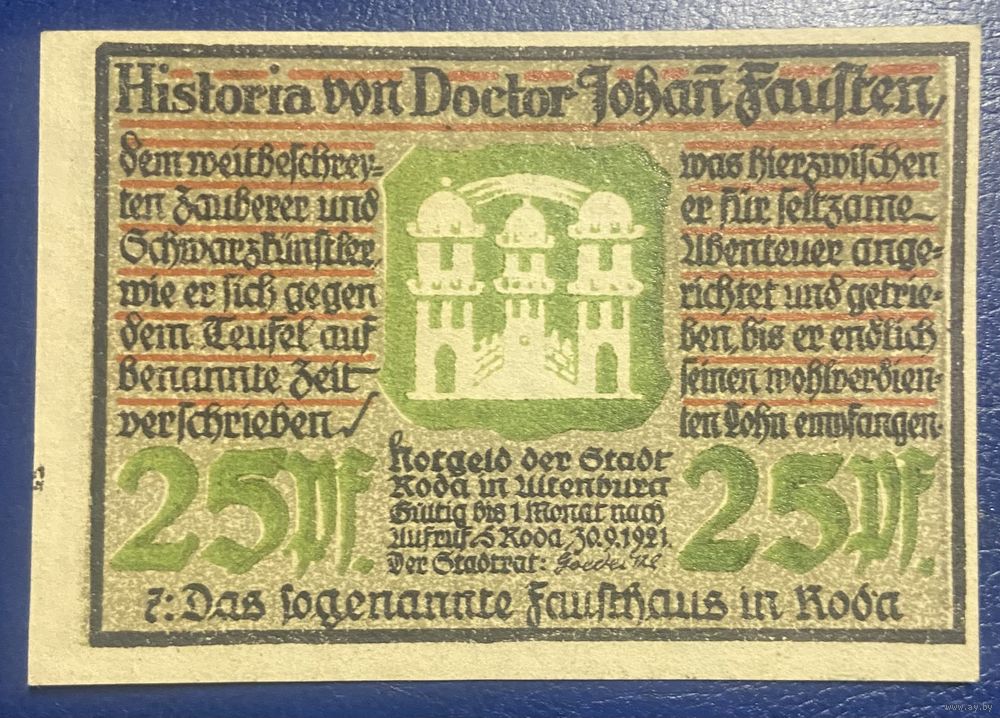 Historia von Doctor Johan̄ Fausten,
dem weitbeschrey-
ten Zauberer und
Schwarzkünstler,
wie er sich gegen
dem Teufel auf
benannte Zeit
verschrieben
was hierzwischen
er für seltzame
Abenteuer ange-
richtet und getrie-
ben, bis er endlich
seinen wohlverdien-
ten Lohn empfangen.
25 Pf.
Notgeld der Stadt
Roda in Altenburg
Gültig bis 1 Monat nach
Aufruf. S Roda, 30.9.1921.
Der Stadtrat:
25 Pf.
7: Das sogenannte Fausthaus in Roda
www.ay.by